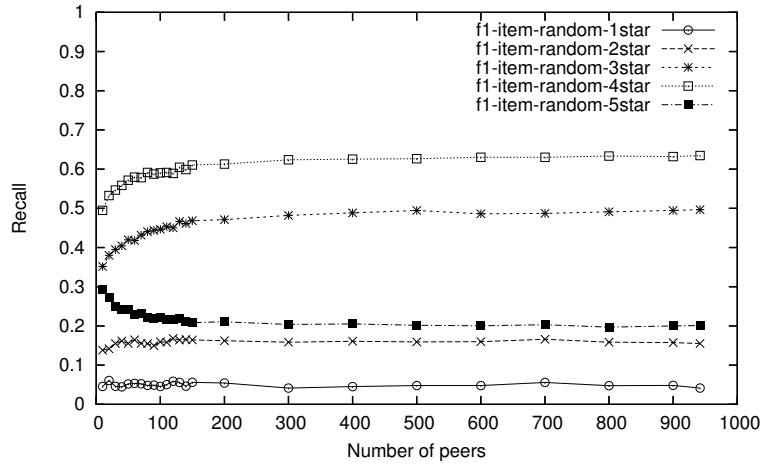 1
0.9
0.8
0.7
0.6
0.5
0.4
0.3
0.2
0.1
0
Recall
f1-item-random-1star
f1-item-random-2star
f1-item-random-3star
f1-item-random-4star
f1-item-random-5star
0 100 200 300 400 500 600 700 800 900 1000
Number of peers